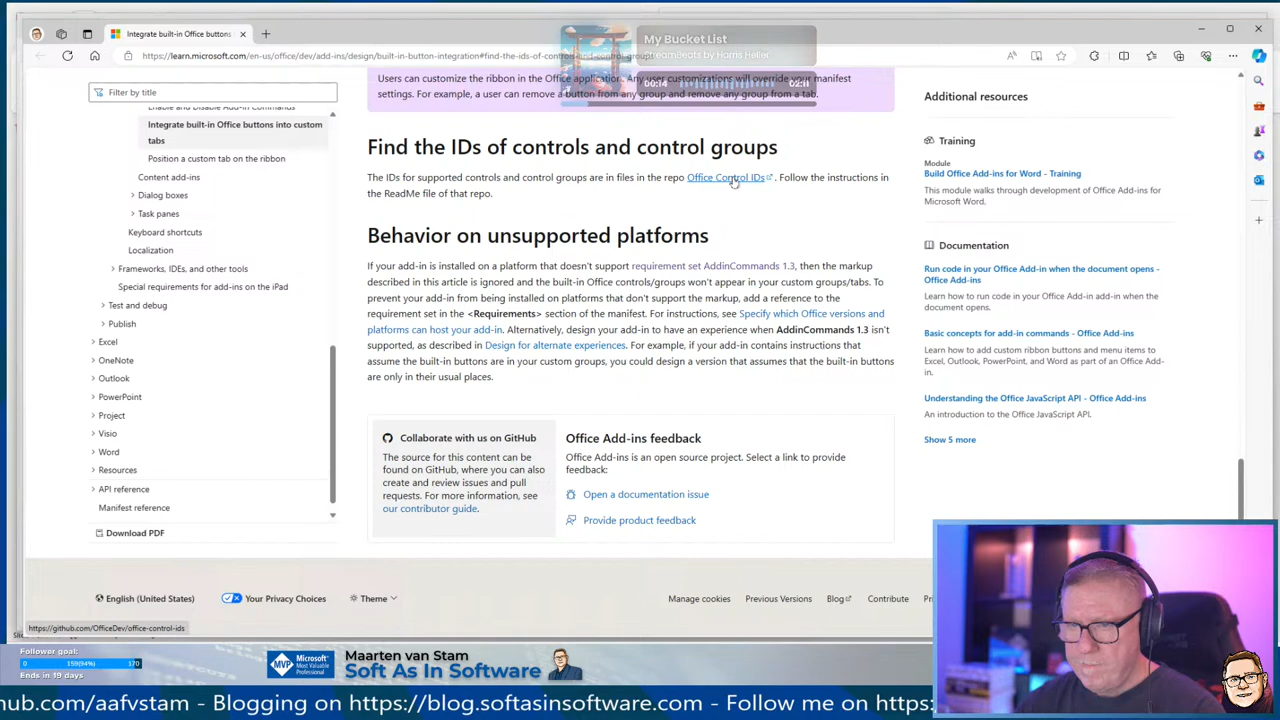 Integrate built-in Office buttons
My Bucket List
StreamBeats by Harris Heller
00:14
02:11
https://learn.microsoft.com/en-us/office/dev/add-ins/design/built-in-button-integration#find-the-ids-of-controls-and-control-groups
Filter by title
Enable and Disable Add-in Commands
Integrate built-in Office buttons into custom
tabs
Position a custom tab on the ribbon
Content add-ins
Dialog boxes
Task panes
Keyboard shortcuts
Localization
Frameworks, IDEs, and other tools
Special requirements for add-ins on the iPad
Test and debug
Publish
Excel
OneNote
Outlook
PowerPoint
Project
Visio
Word
Resources
API reference
Manifest reference
Download PDF
Users can customize the ribbon in the Office application. Any user customizations will override your manifest
settings. For example, a user can remove a button from any group and remove any group from a tab.
Find the IDs of controls and control groups
The IDs for supported controls and control groups are in files in the repo Office Control IDs . Follow the instructions in
the ReadMe file of that repo.
Behavior on unsupported platforms
If your add-in is installed on a platform that doesn't support requirement set AddinCommands 1.3, then the markup
described in this article is ignored and the built-in Office controls/groups won't appear in your custom groups/tabs. To
prevent your add-in from being installed on platforms that don't support the markup, add a reference to the
requirement set in the <Requirements> section of the manifest. For instructions, see Specify which Office versions and
platforms can host your add-in. Alternatively, design your add-in to have an experience when AddinCommands 1.3 isn't
supported, as described in Design for alternate experiences. For example, if your add-in contains instructions that
assume the built-in buttons are in your custom groups, you could design a version that assumes that the built-in buttons
are only in their usual places.
Collaborate with us on GitHub
The source for this content can be
found on GitHub, where you can also
create and review issues and pull
requests. For more information, see
our contributor guide.
Office Add-ins feedback
Office Add-ins is an open source project. Select a link to provide
feedback:
Open a documentation issue
Provide product feedback
Additional resources
Training
Module
Build Office Add-ins for Word - Training
This module walks through development of Office Add-ins for
Microsoft Word.
Documentation
Run code in your Office Add-in when the document opens -
Office Add-ins
Learn how to run code in your Office Add-in add-in when the
document opens.
Basic concepts for add-in commands - Office Add-ins
Learn how to add custom ribbon buttons and menu items to
Excel, Outlook, PowerPoint, and Word as part of an Office Add-
in.
Understanding the Office JavaScript API - Office Add-ins
An introduction to the Office JavaScript API.
Show 5 more
English (United States)
Your Privacy Choices
Theme
Manage cookies
Previous Versions
Blog
Contribute
https://github.com/OfficeDev/office-control-ids
Follower goal:
0 159(94%) 170
Ends in 19 days
MVP
Microsoft
Most Valuable
Professional
Maarten van Stam
Soft As In Software
hub.com/aafvstam - Blogging on https://blog.softasinsoftware.com - Follow me on https: